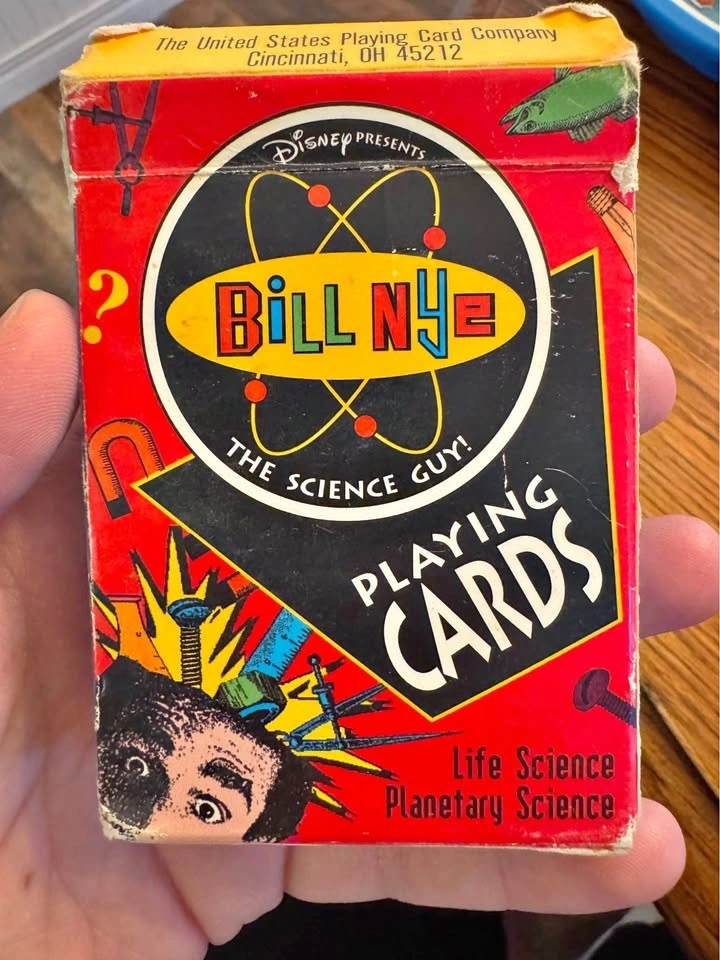 The United States Playing Card Company
Cincinnati, OH 45212
DISNEY PRESENTS
BiLL NYe
THE SCIENCE GUY!
?
PLAYING
CARDS
Life Science
Planetary Science